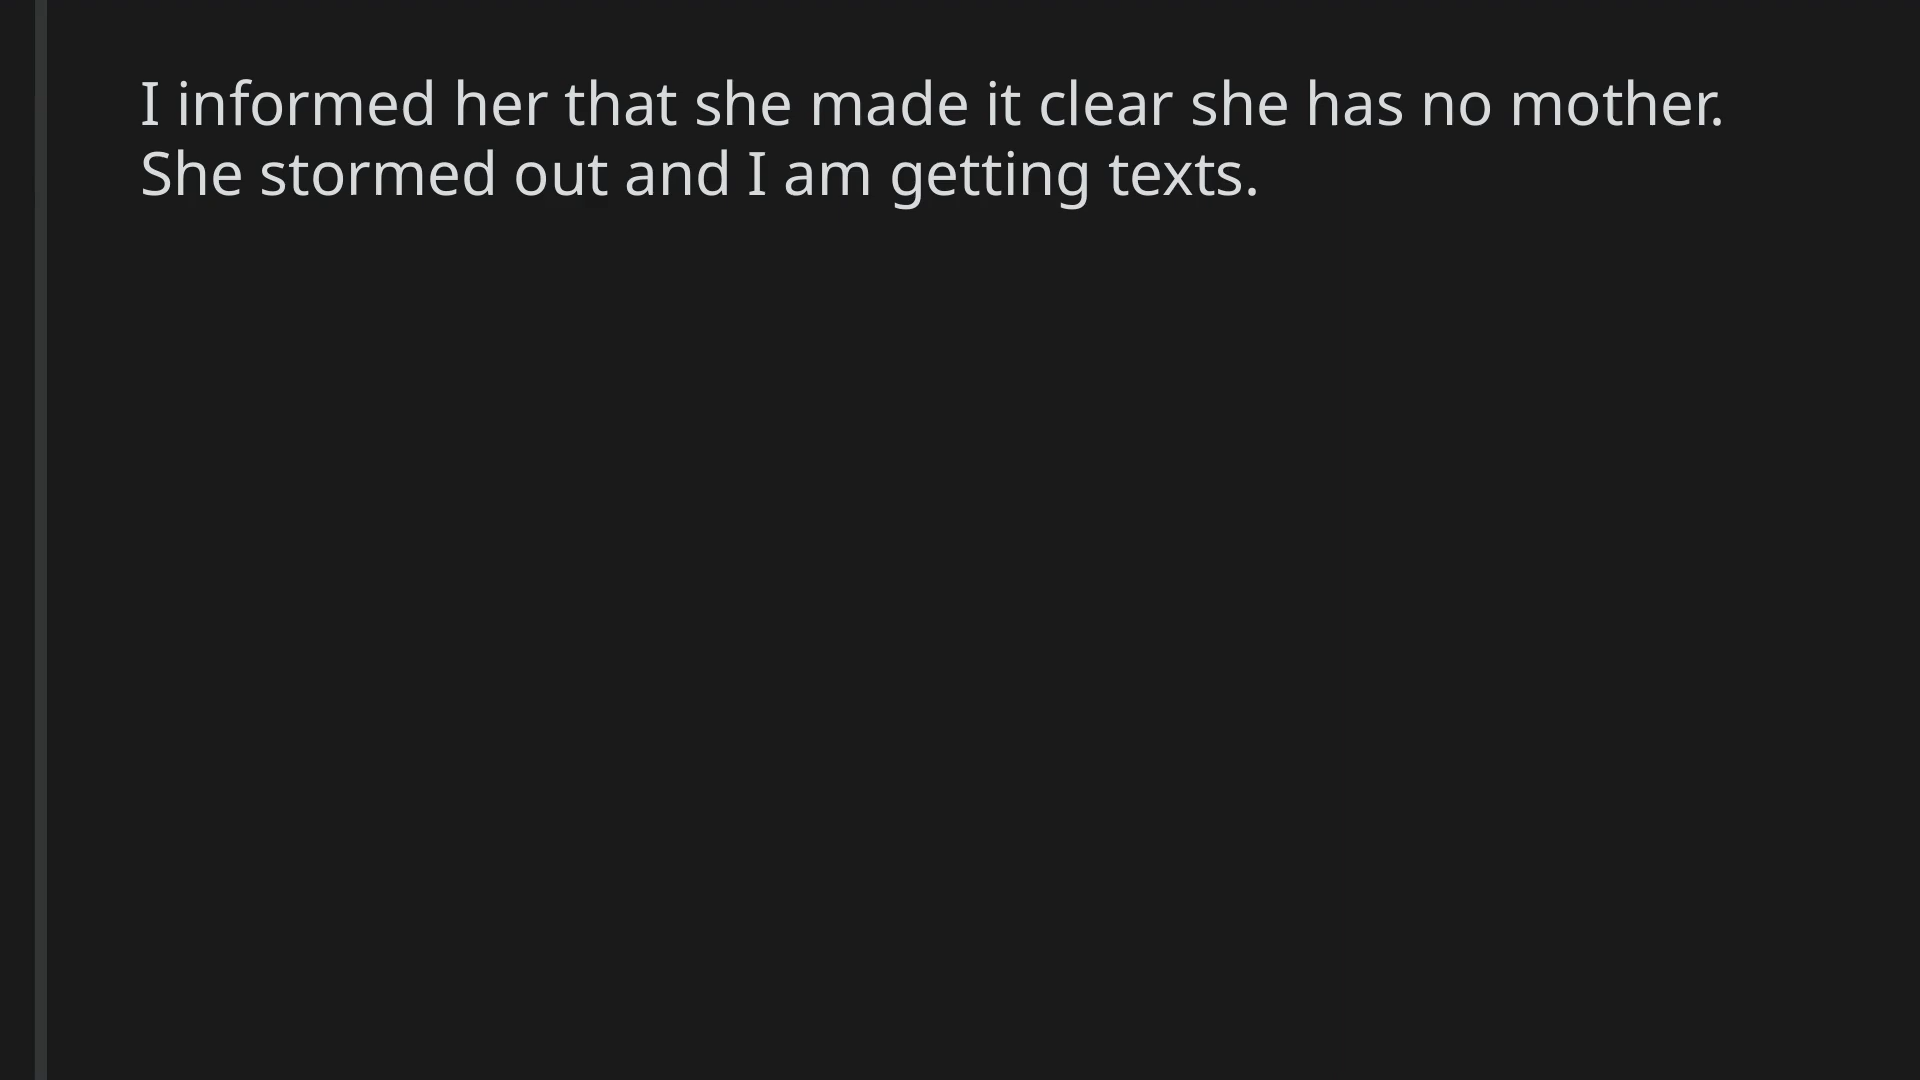 I informed her that she made it clear she has no mother.
She stormed out and I am getting texts.